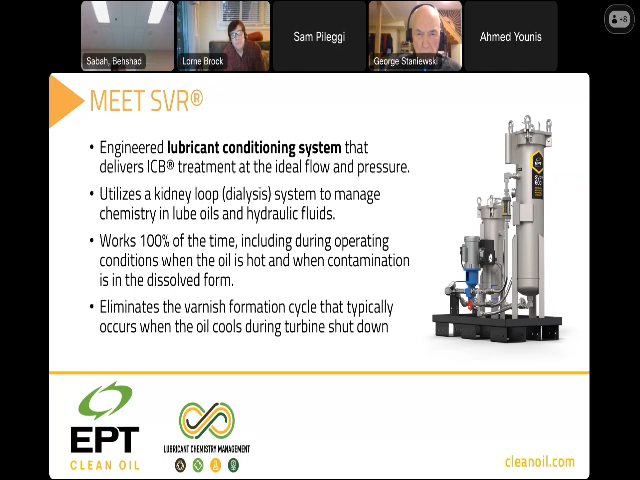 +8
Sabah, Behshad
Lorne Brock
Sam Pileggi
George Staniewski
Ahmed Younis
MEET SVR®
• Engineered lubricant conditioning system that
delivers ICB® treatment at the ideal flow and pressure.
• Utilizes a kidney loop (dialysis) system to manage
chemistry in lube oils and hydraulic fluids.
• Works 100% of the time, including during operating
conditions when the oil is hot and when contamination
is in the dissolved form.
• Eliminates the varnish formation cycle that typically
occurs when the oil cools during turbine shut down
EPT
EPT
CLEAN OIL
LUBRICANT CHEMISTRY MANAGEMENT
cleanoil.com